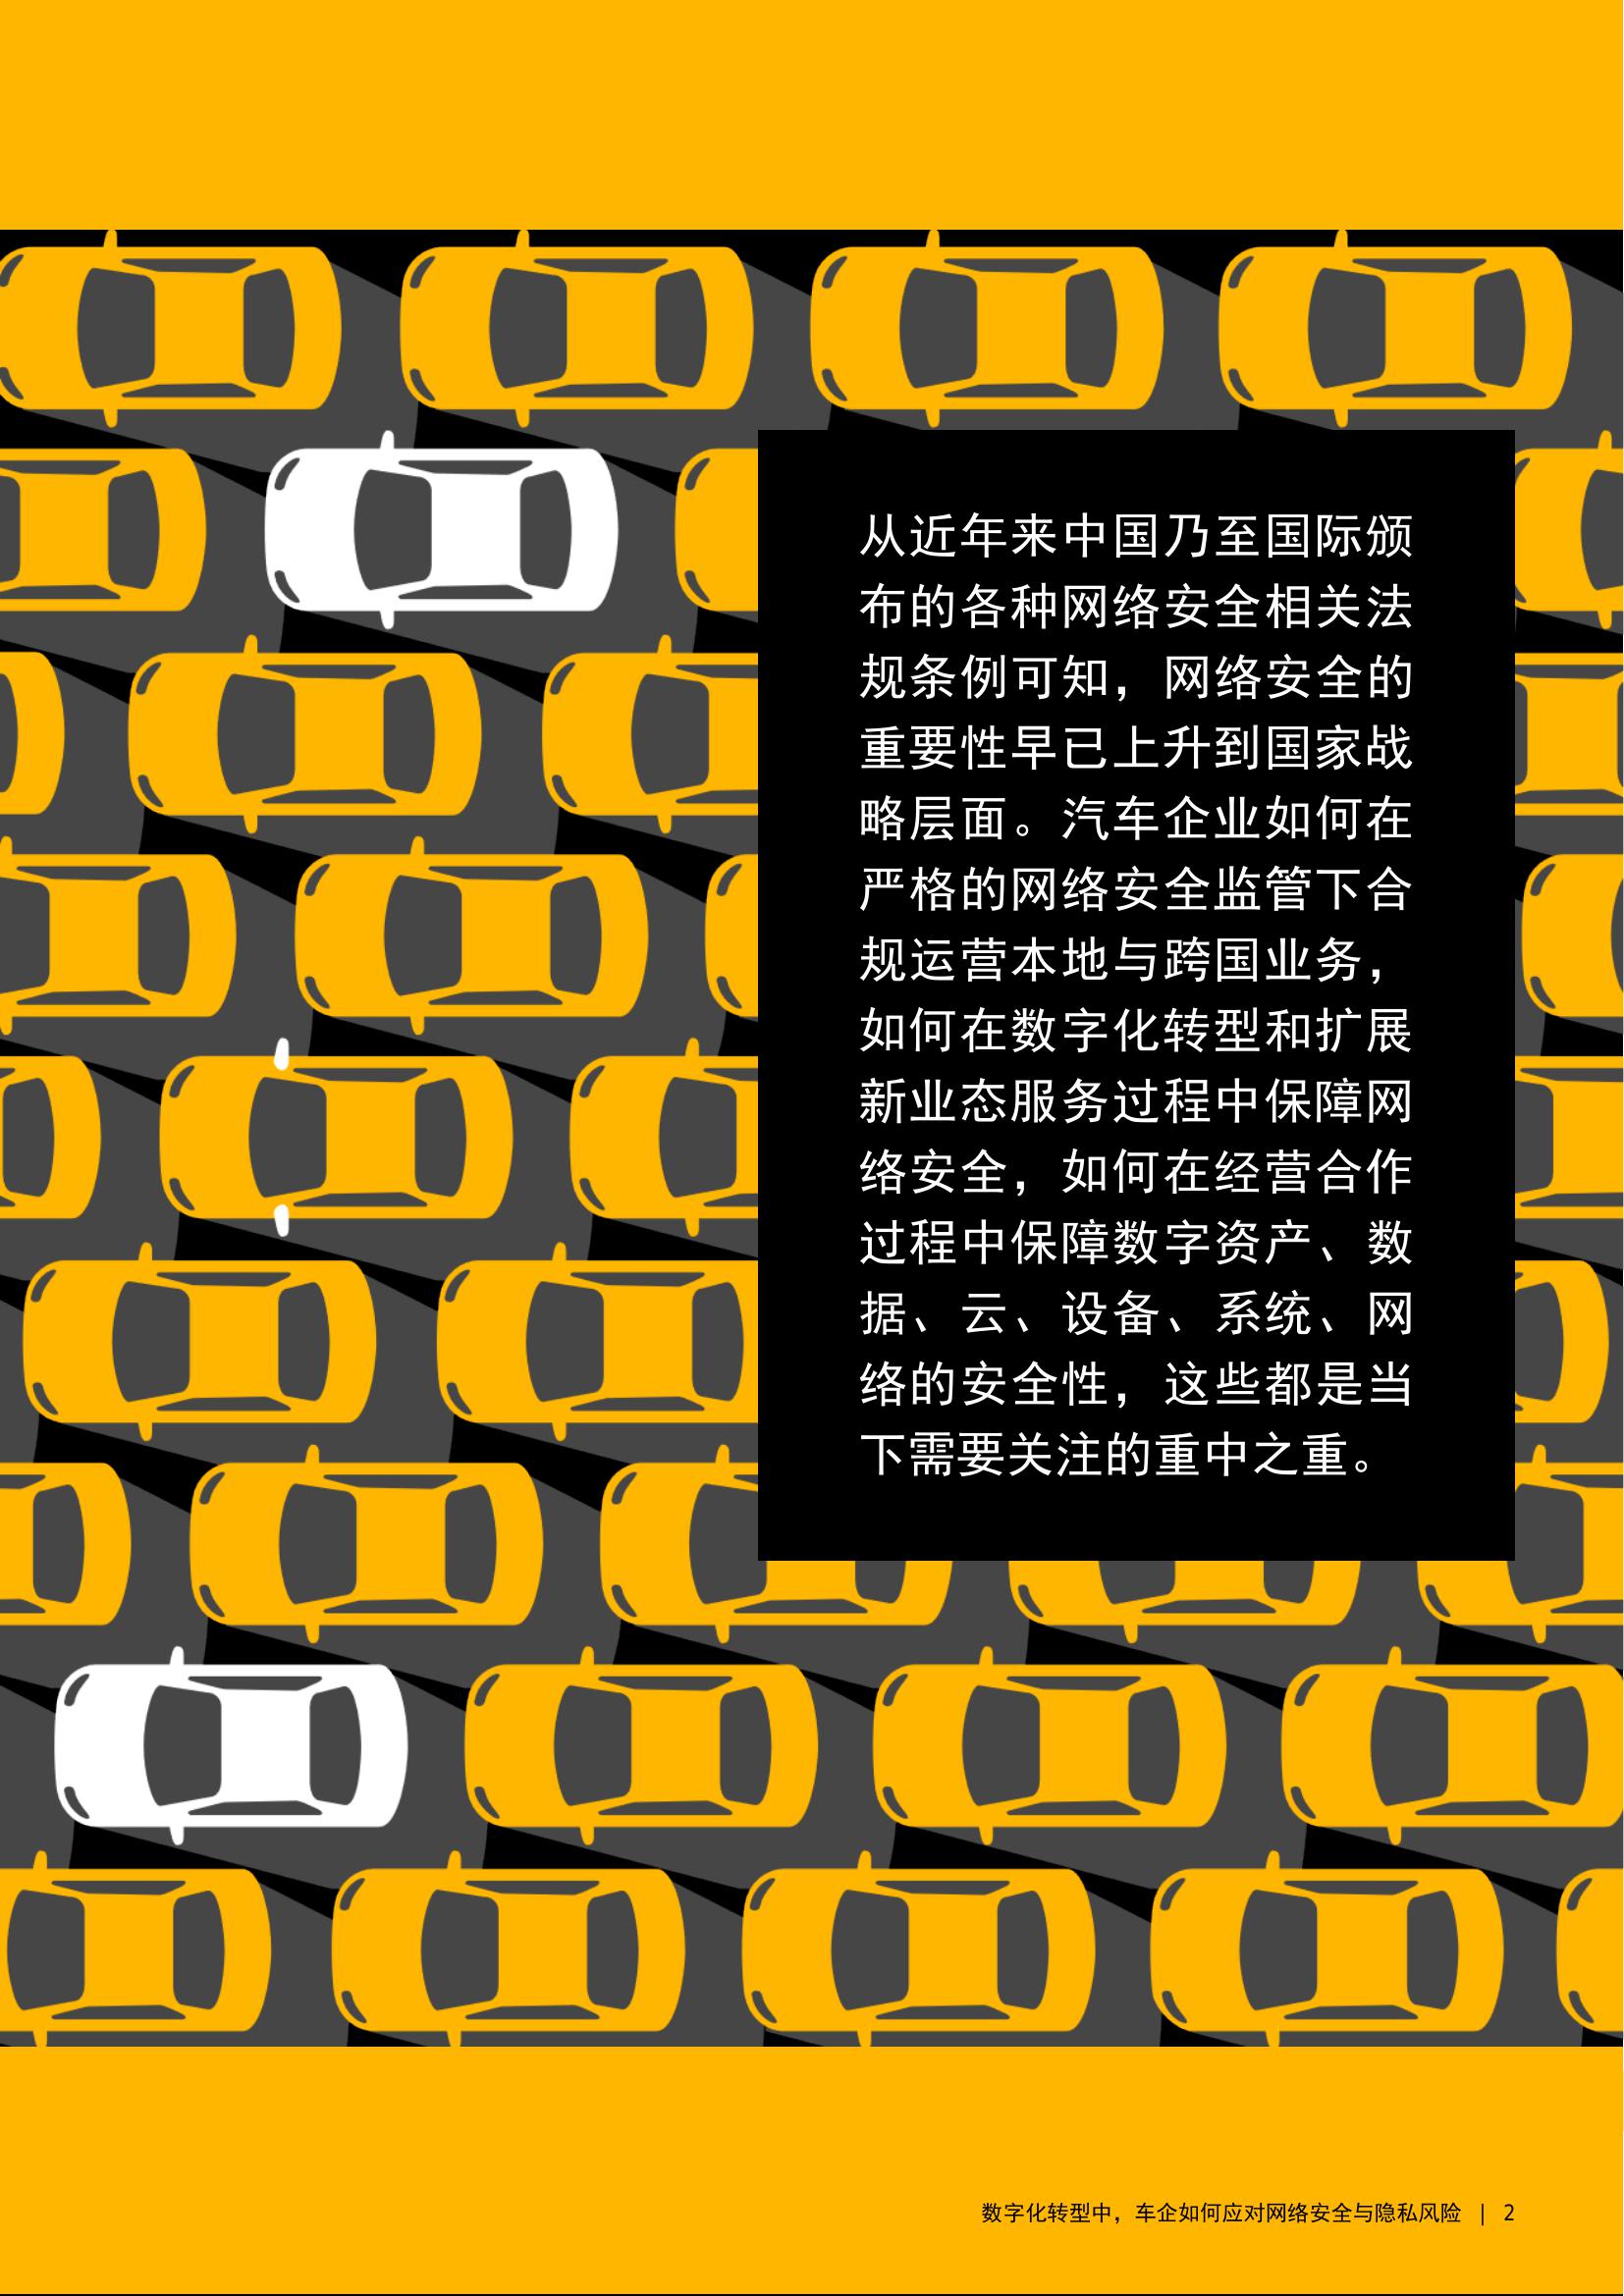 从近年来中国乃至国际颁
布的各种网络安全相关法
规条例可知，网络安全的
重要性早已上升到国家战
略层面。汽车企业如何在
严格的网络安全监管下合
规运营本地与跨国业务，
如何在数字化转型和扩展
新业态服务过程中保障网
络安全，如何在经营合作
过程中保障数字资产、数
据、云、设备、系统、网
络的安全性，这些都是当
下需要关注的重中之重。
数字化转型中，车企如何应对网络安全与隐私风险 | 2